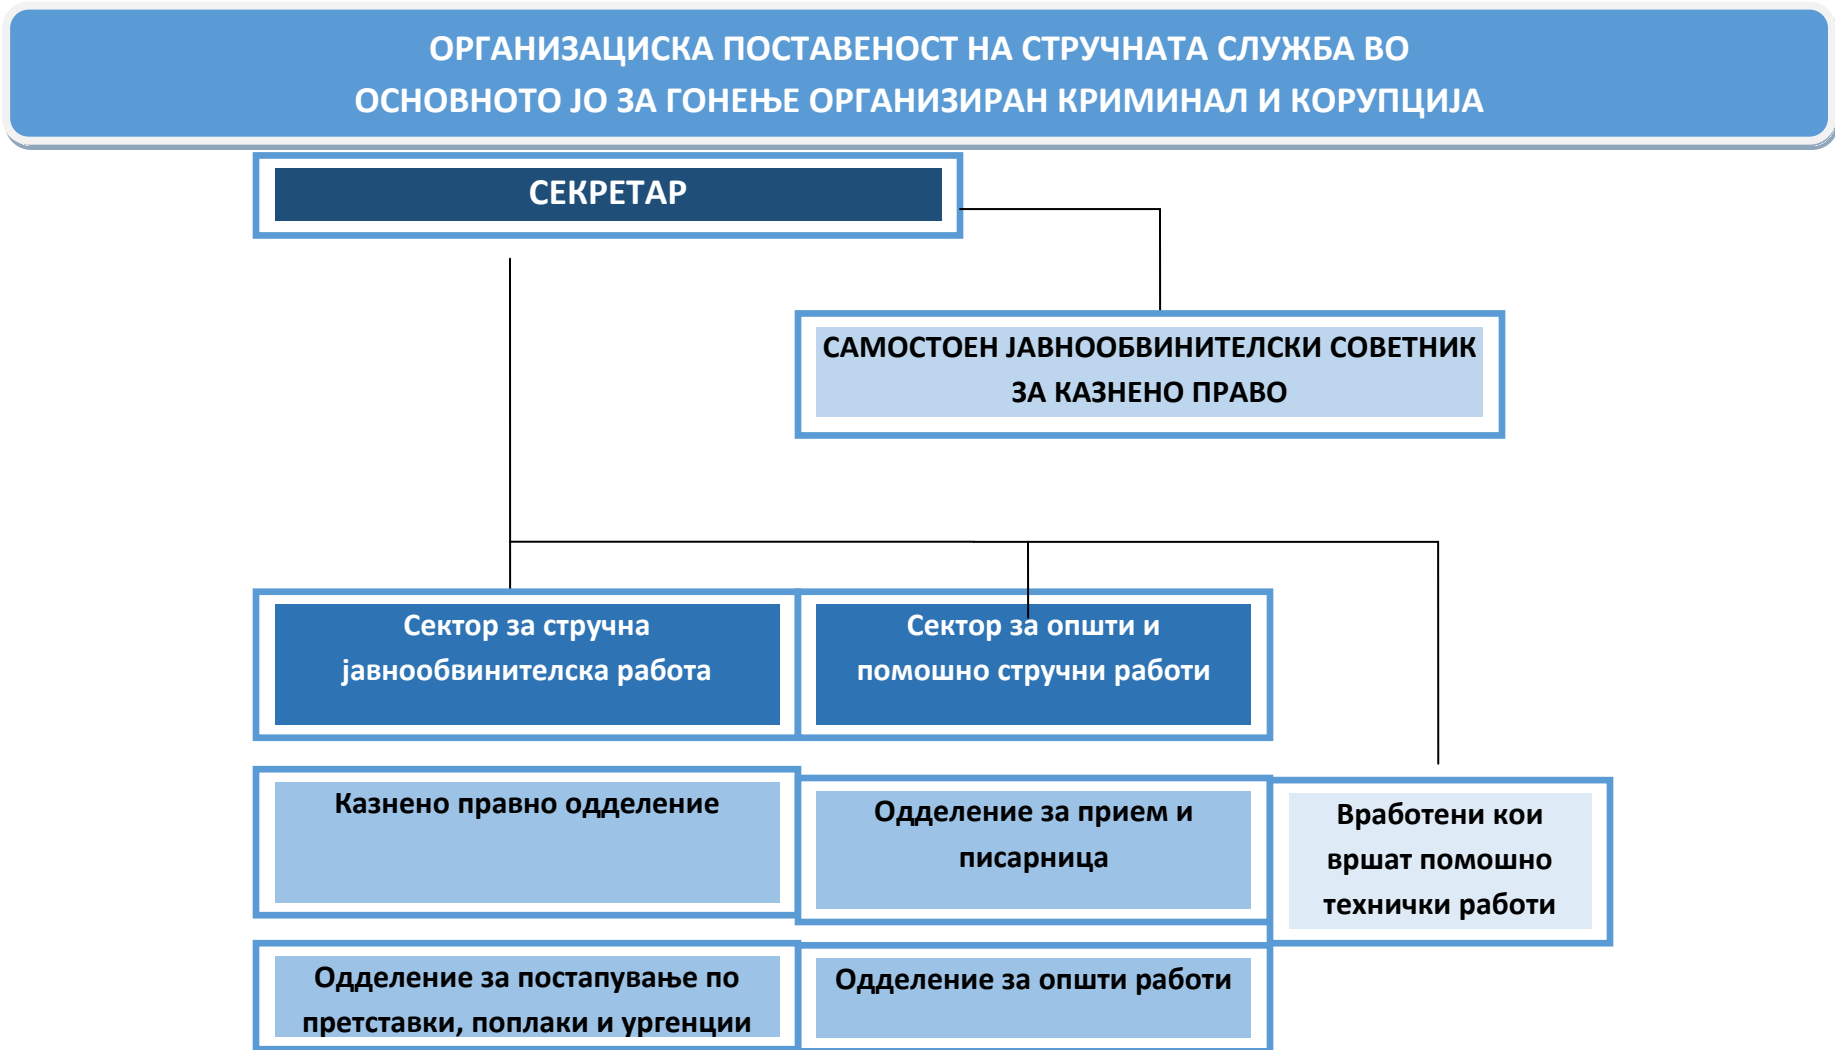 ОРГАНИЗАЦИСКА ПОСТАВЕНОСТ НА СТРУЧНАТА СЛУЖБА ВО
ОСНОВНОТО ЈО ЗА ГОНЕЊЕ ОРГАНИЗИРАН КРИМИНАЛ И КОРУПЦИЈА
СЕКРЕТАР
САМОСТОЕН ЈАВНООБВИНИТЕЛСКИ СОВЕТНИК
ЗА КАЗНЕНО ПРАВО
Сектор за стручна
јавнообвинителска работа
Сектор за општи и
помошно стручни работи
Казнено правно одделение
Одделение за прием и
писарница
Вработени кои
вршат помошно
технички работи
Одделение за постапување по
претставки, поплаки и ургенции
Одделение за општи работи